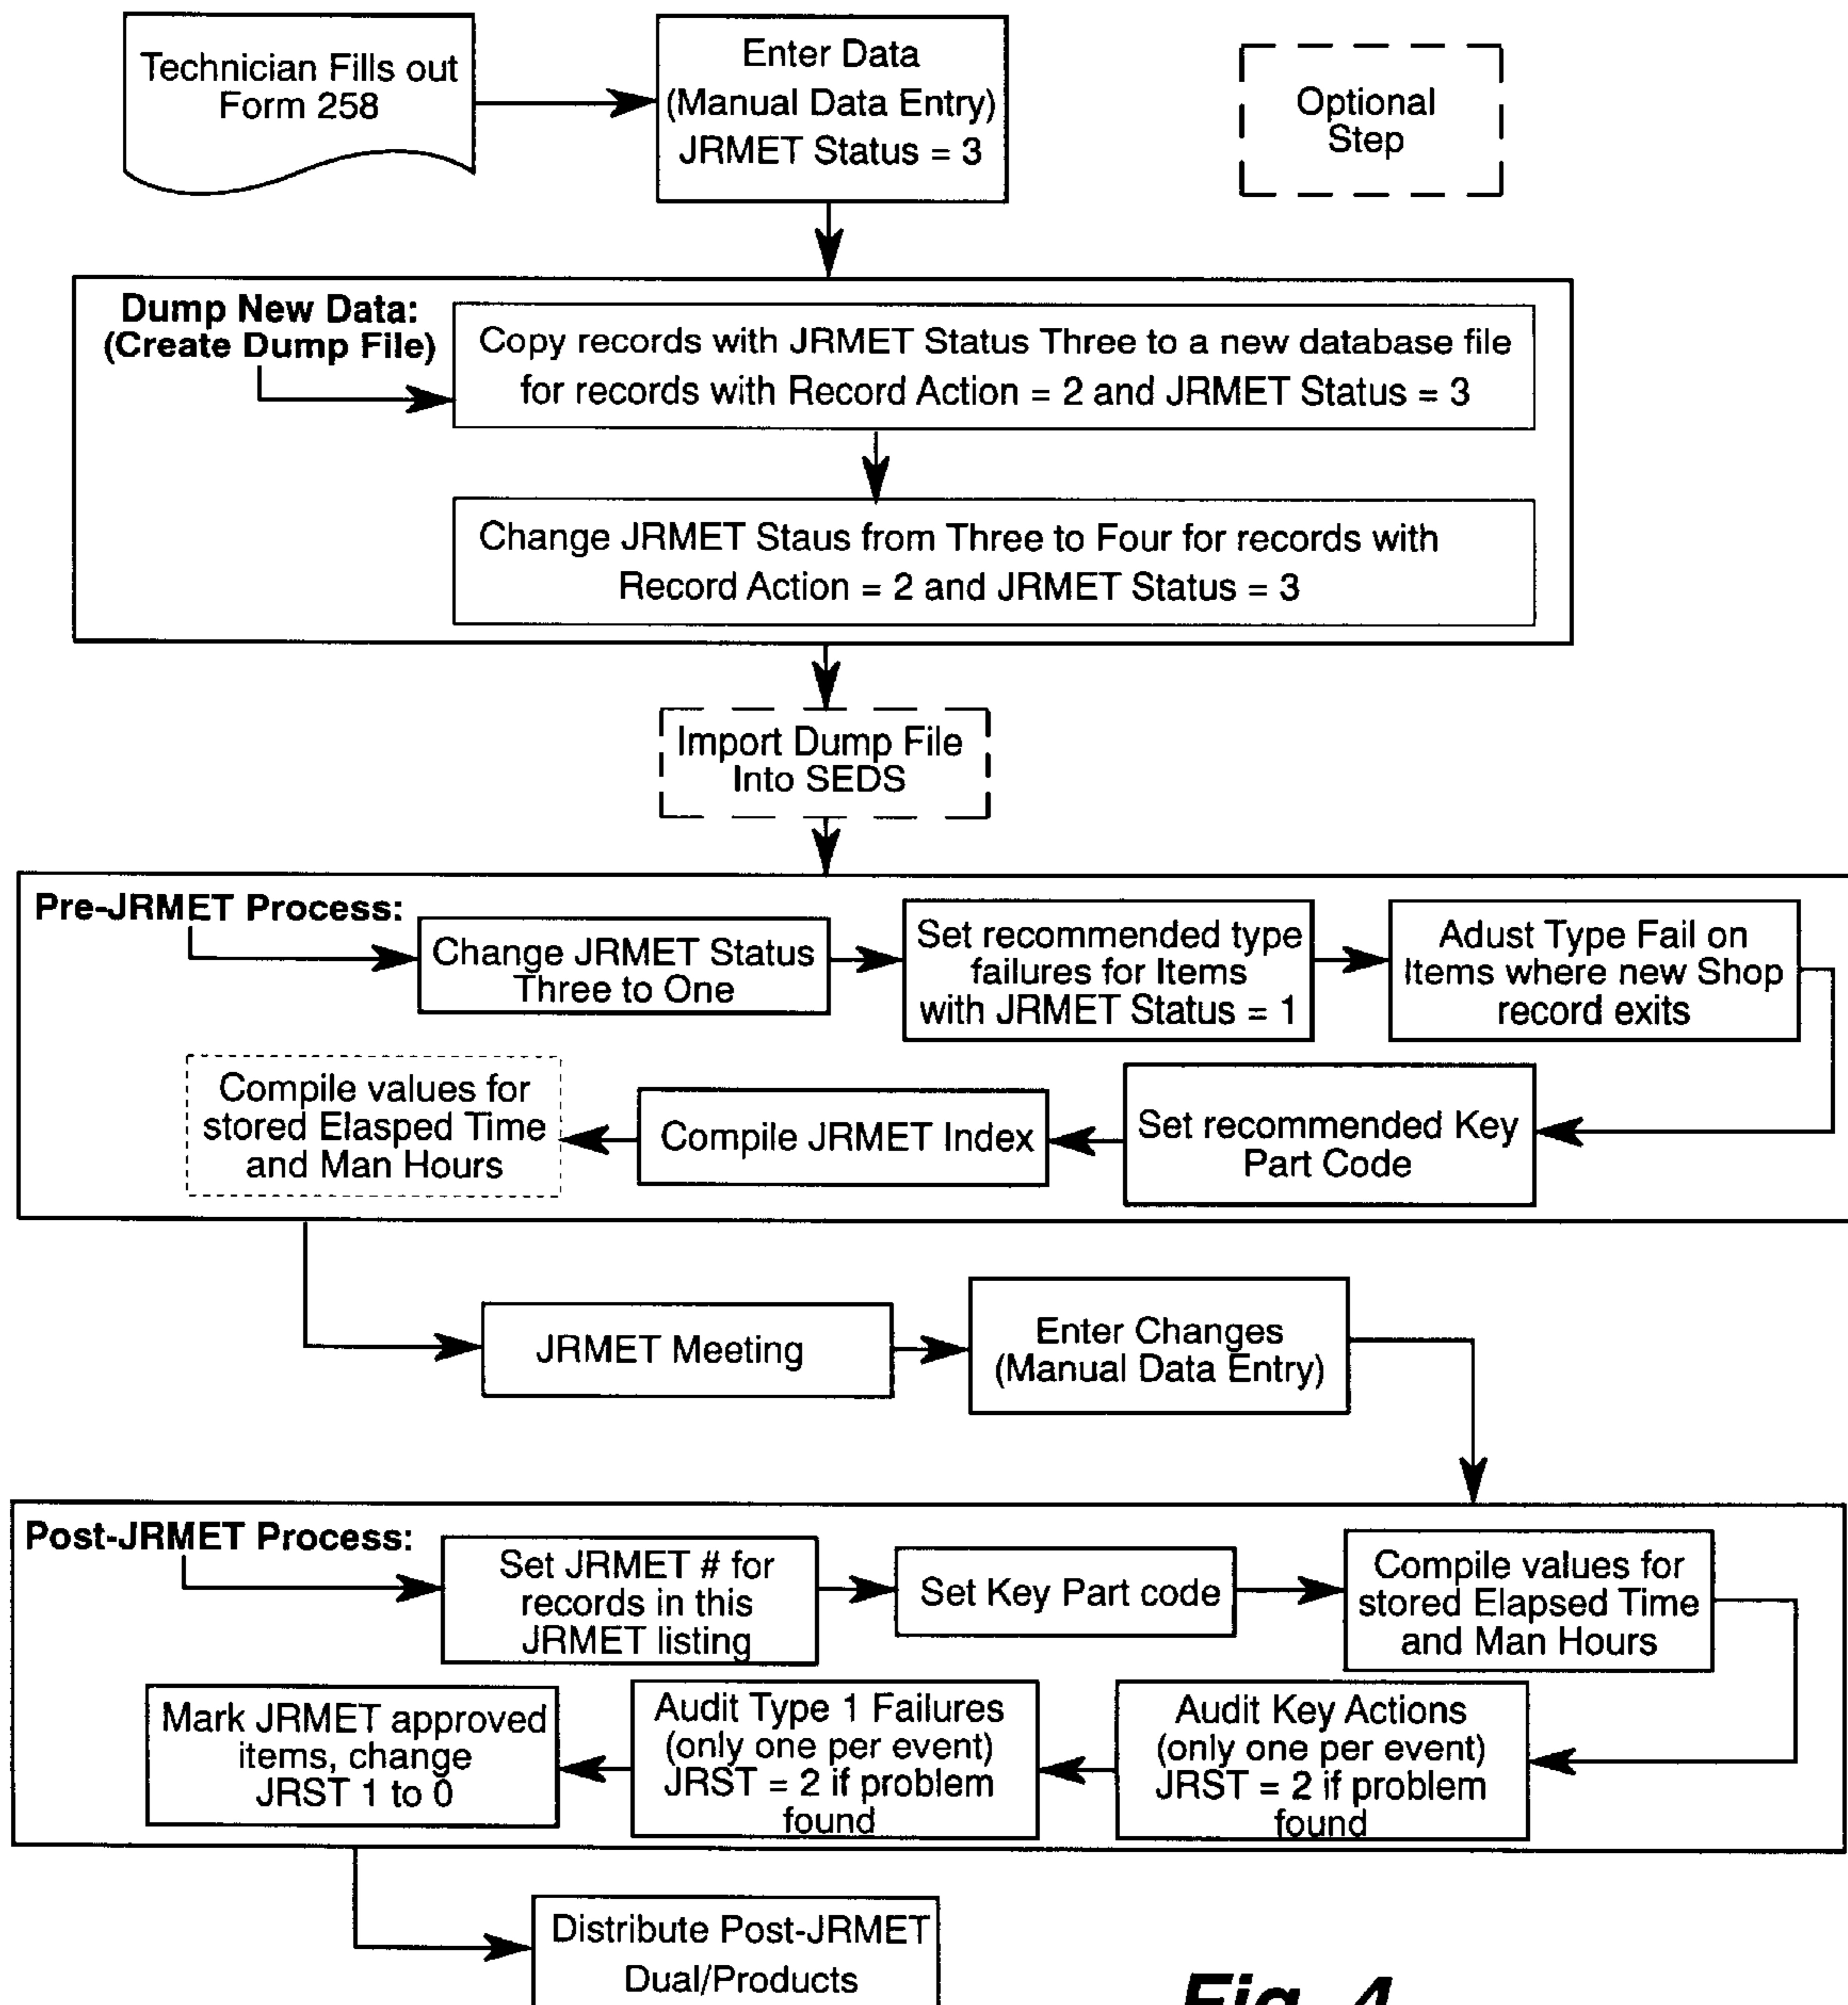 Technician Fills out
Form 258
Enter Data
(Manual Data Entry)
JRMET Status = 3
Optional
Step
Dump New Data:
(Create Dump File)
Copy records with JRMET Status Three to a new database file
for records with Record Action = 2 and JRMET Status = 3
Change JRMET Staus from Three to Four for records with
Record Action = 2 and JRMET Status = 3
Import Dump File
Into SEDS
Pre-JRMET Process:
Change JRMET Status
Three to One
Set recommended type
failures for Items
with JRMET Status = 1
Adust Type Fail on
Items where new Shop
record exits
Set recommended Key
Part Code
Compile JRMET Index
Compile values for
stored Elasped Time
and Man Hours
JRMET Meeting
Enter Changes
(Manual Data Entry)
Post-JRMET Process:
Set JRMET # for
records in this
JRMET listing
Set Key Part code
Compile values for
stored Elapsed Time
and Man Hours
Audit Key Actions
(only one per event)
JRST = 2 if problem
found
Audit Type 1 Failures
(only one per event)
JRST = 2 if problem
found
Mark JRMET approved
items, change
JRST 1 to 0
Distribute Post-JRMET
Dual/Products
Fig. 4